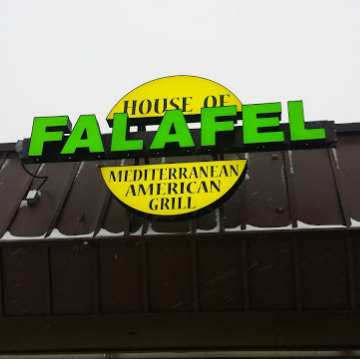 HOUSE OF
FALAFEL
MEDITERRANEAN
AMERICAN
GRILL